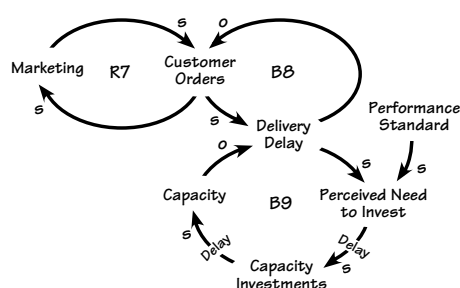 s
o
Marketing
R7
Customer
Orders
B8
s
s
Performance
Standard
Delivery
Delay
o
s
s
Capacity
B9
Perceived Need
to Invest
s
Delay
Delay
s
Capacity
Investments